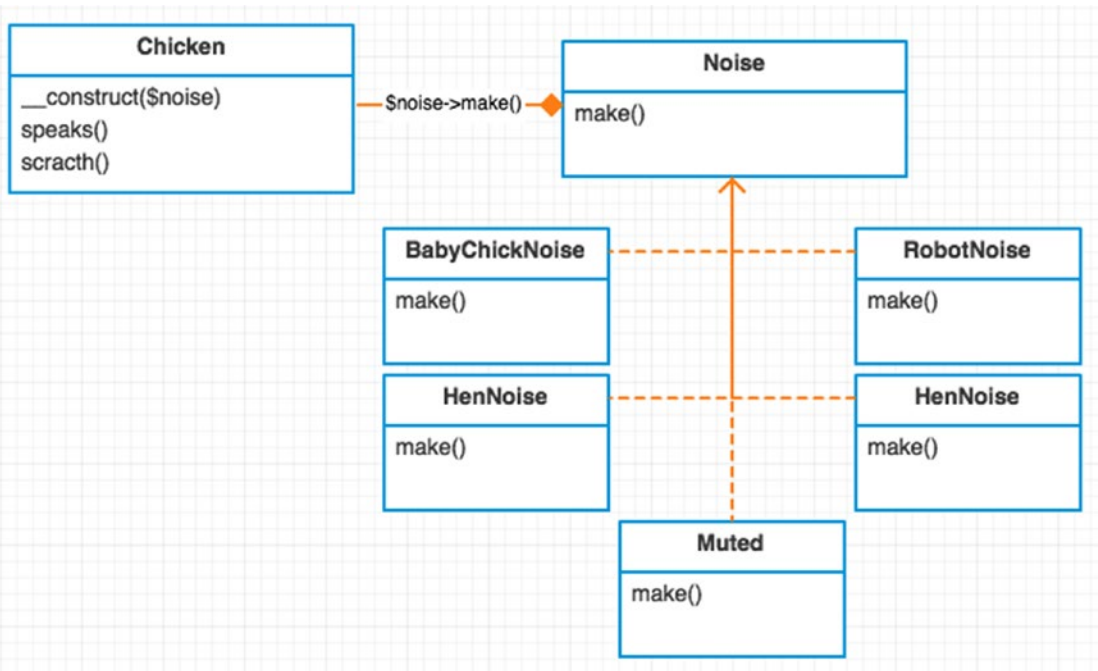 Chicken
__construct($noise)
speaks()
scracth()
$noise->make()
Noise
make()
BabyChickNoise
make()
RobotNoise
make()
HenNoise
make()
HenNoise
make()
Muted
make()